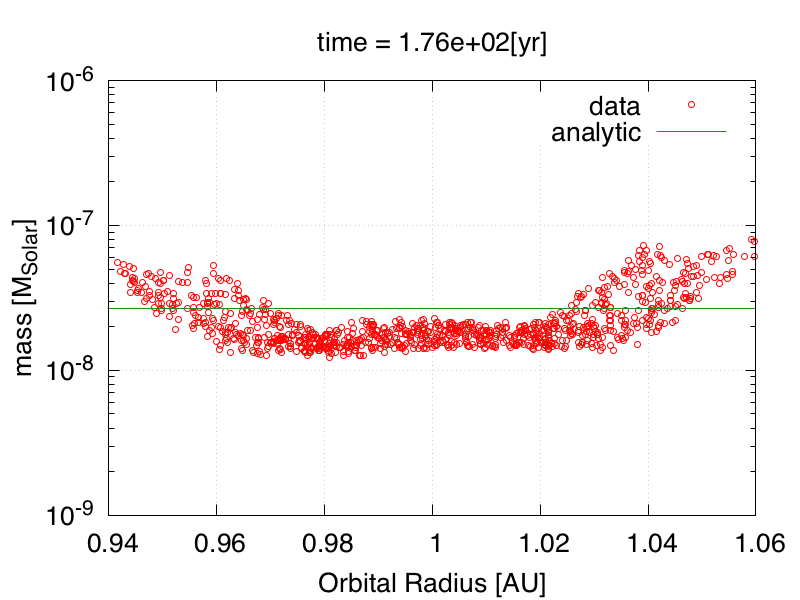 time = 1.76e+02[yr]
10^-6
data
analytic
10^-7
mass [M_Solar]
10^-8
10^-9
0.94 0.96 0.98 1 1.02 1.04 1.06
Orbital Radius [AU]